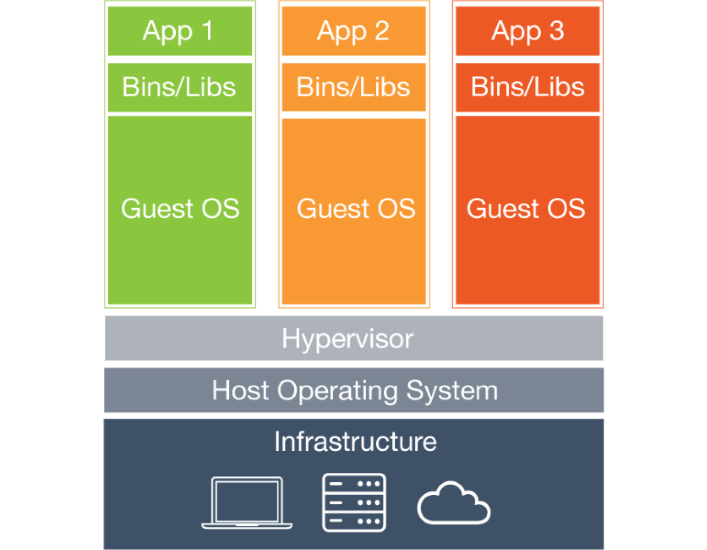 App 1
App 2
App 3
Bins/Libs
Bins/Libs
Bins/Libs
Guest OS
Guest OS
Guest OS
Hypervisor
Host Operating System
Infrastructure